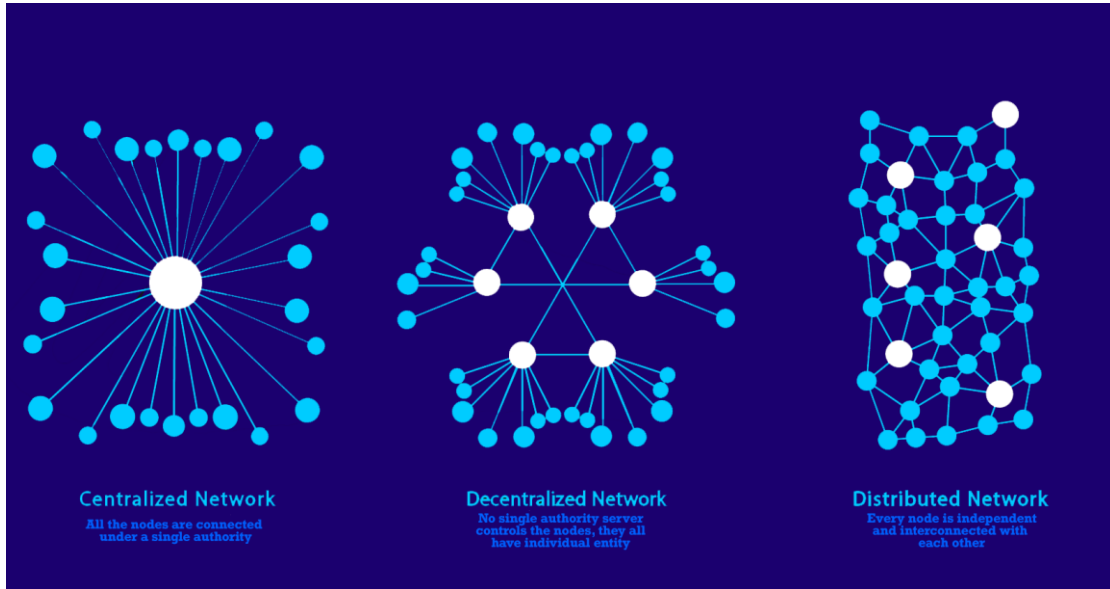 Centralized Network
All the nodes are connected
under a single authority
Decentralized Network
No single authority server
controls the nodes, they all
have individual entity
Distributed Network
Every node is independent
and interconnected with
each other